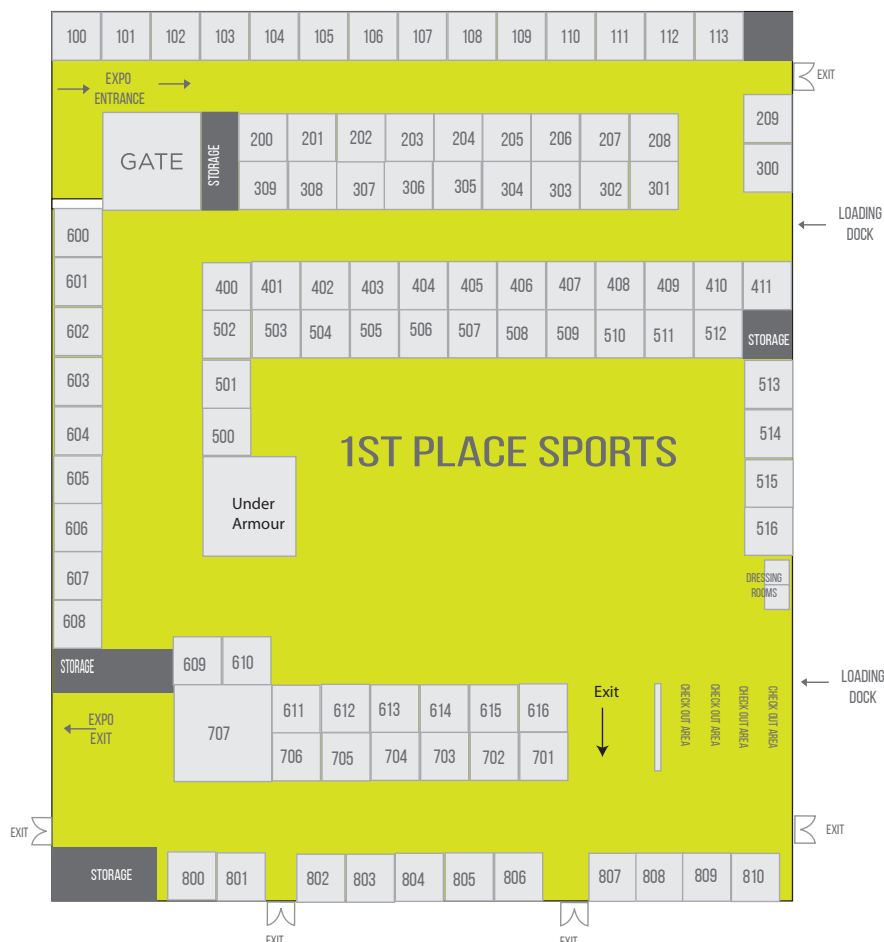 100 101 102 103 104 105 106 107 108 109 110 111 112 113
EXPO
ENTRANCE
EXIT
GATE
STORAGE
200 201 202 203 204 205 206 207 208
209
309 308 307 306 305 304 303 302 301
300
LOADING
DOCK
600
601
602
603
604
605
606
607
608
400 401 402 403 404 405 406 407 408 409 410 411
502 503 504 505 506 507 508 509 510 511 512
STORAGE
501
500
513
514
515
516
1ST PLACE SPORTS
Under
Armour
DRESSING
ROOMS
STORAGE
609 610
707
611 612 613 614 615 616
706 705 704 703 702 701
Exit
CHECK OUT AREA
CHECK OUT AREA
CHECK OUT AREA
CHECK OUT AREA
LOADING
DOCK
EXPO
EXIT
EXIT
EXIT
STORAGE
800 801 802 803 804 805 806 807 808 809 810
EXIT
EXIT